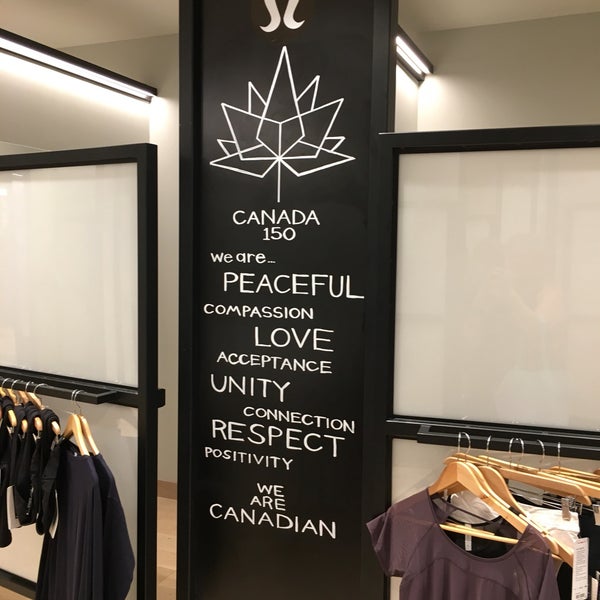 CANADA
150
we are...
PEACEFUL
COMPASSION
LOVE
ACCEPTANCE
UNITY
CONNECTION
RESPECT
POSITIVITY
WE
ARE
CANADIAN